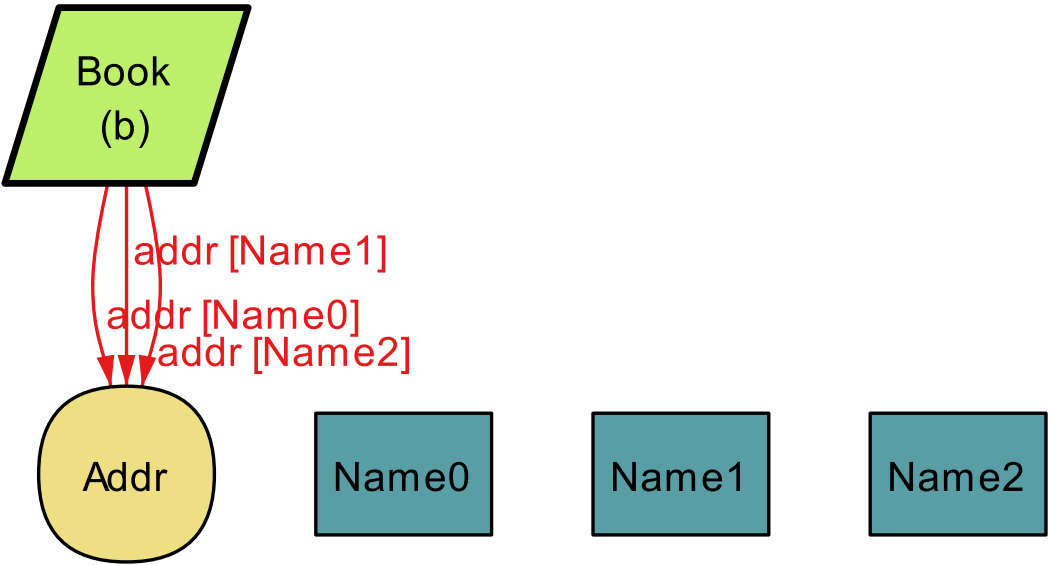 Book
(b)
addr [Name1]
addr [Name0]
addr [Name2]
Addr
Name0
Name1
Name2